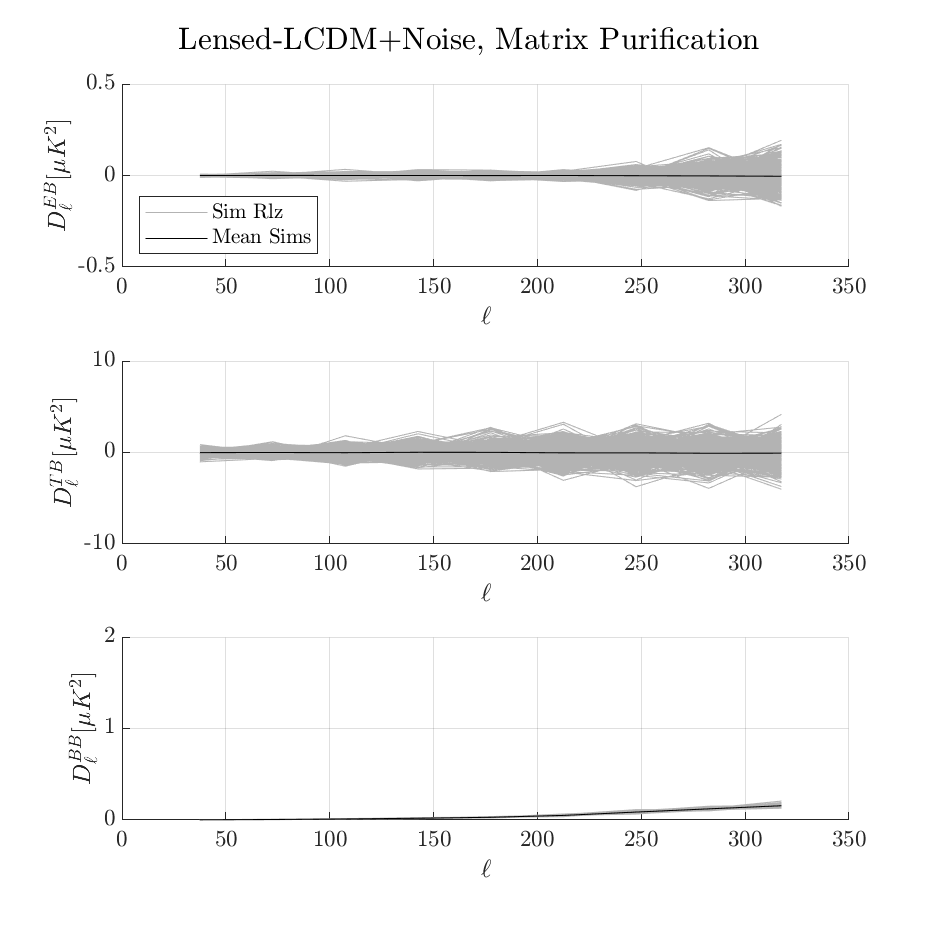 Lensed-LCDM+Noise, Matrix Purification
0.5
0
-0.5
D_ℓ^{EB}[μK^2]
Sim Rlz
Mean Sims
0 50 100 150 200 250 300 350
ℓ
10
0
-10
D_ℓ^{TB}[μK^2]
0 50 100 150 200 250 300 350
ℓ
2
1
0
D_ℓ^{BB}[μK^2]
0 50 100 150 200 250 300 350
ℓ